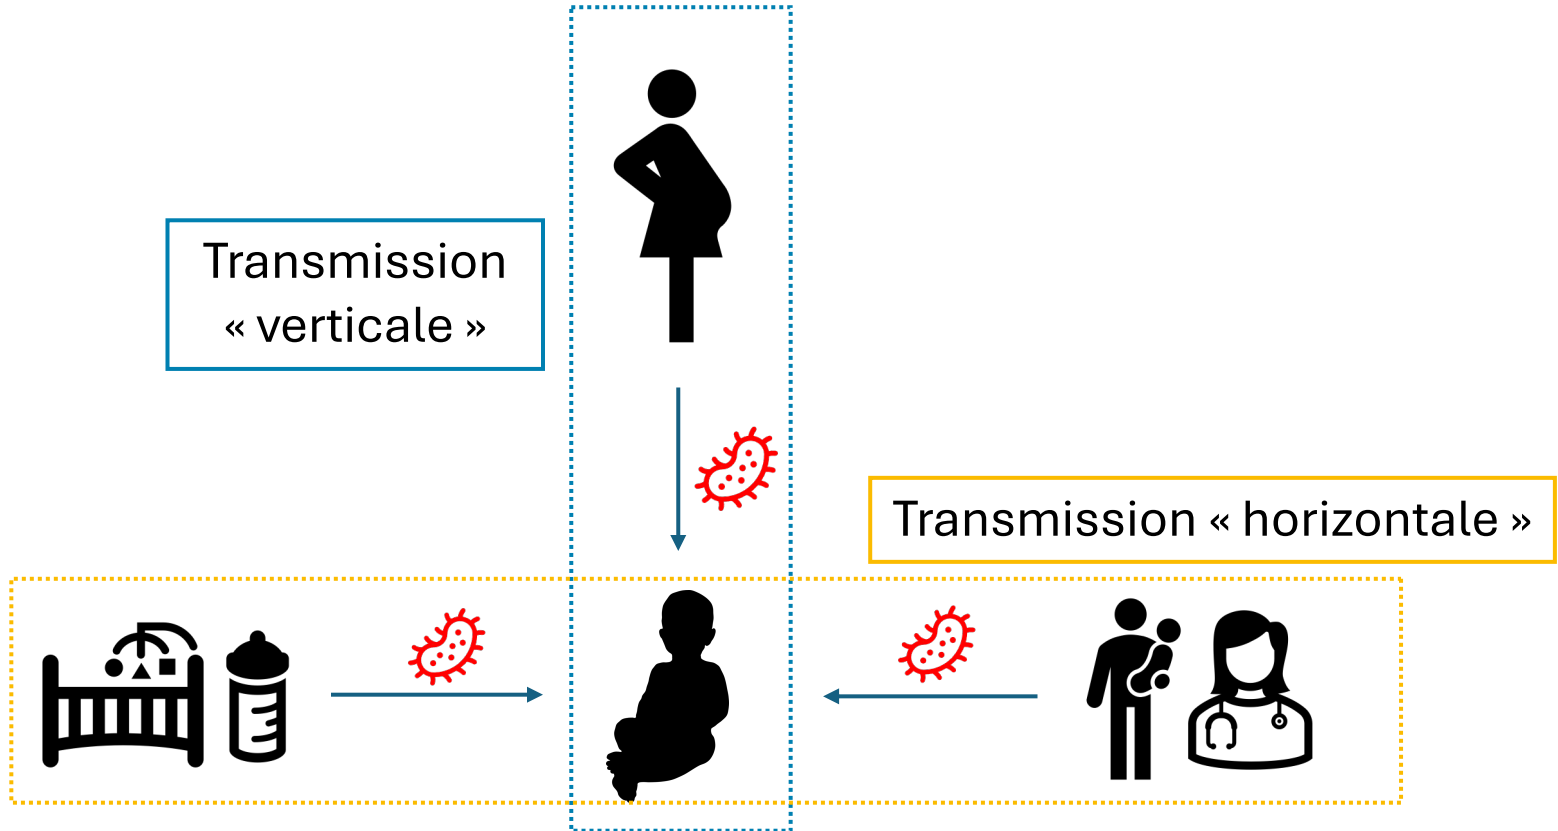 Transmission
« verticale »
Transmission « horizontale »